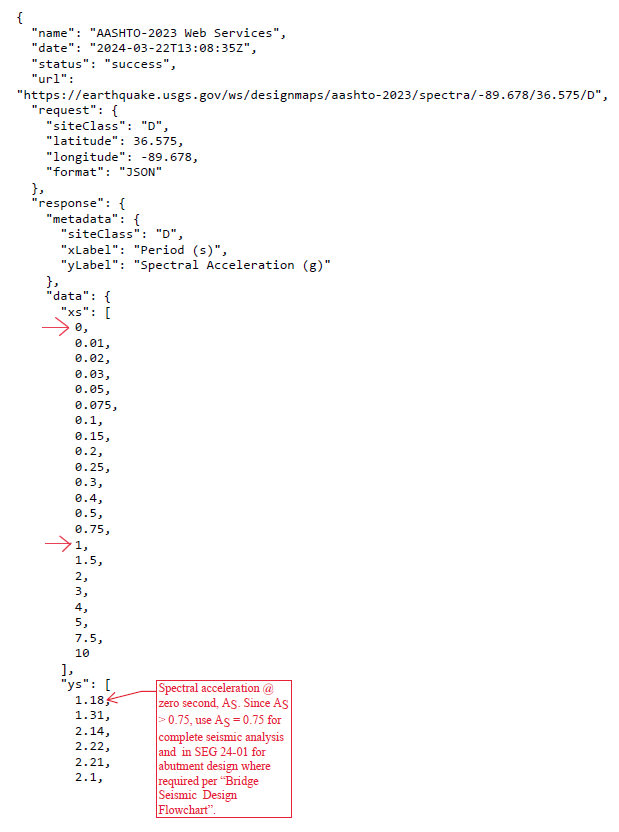 {
"name": "AASHTO-2023 Web Services",
"date": "2024-03-22T13:08:35Z",
"status": "success",
"url":
"https://earthquake.usgs.gov/ws/designmaps/aashto-2023/spectra/-89.678/36.575/D",
"request": {
"siteClass": "D",
"latitude": 36.575,
"longitude": -89.678,
"format": "JSON"
},
"response": {
"metadata": {
"siteClass": "D",
"xLabel": "Period (s)",
"yLabel": "Spectral Acceleration (g)"
},
"data": {
"xs": [
0,
0.01,
0.02,
0.03,
0.05,
0.075,
0.1,
0.15,
0.2,
0.25,
0.3,
0.4,
0.5,
0.75,
1,
1.5,
2,
3,
4,
5,
7.5,
10
],
"ys": [
1.18,
1.31,
2.14,
2.22,
2.21,
2.1,
Spectral acceleration @
zero second, AS. Since AS
> 0.75, use AS = 0.75 for
complete seismic analysis
and in SEG 24-01 for
abutment design where
required per “Bridge
Seismic Design
Flowchart”.